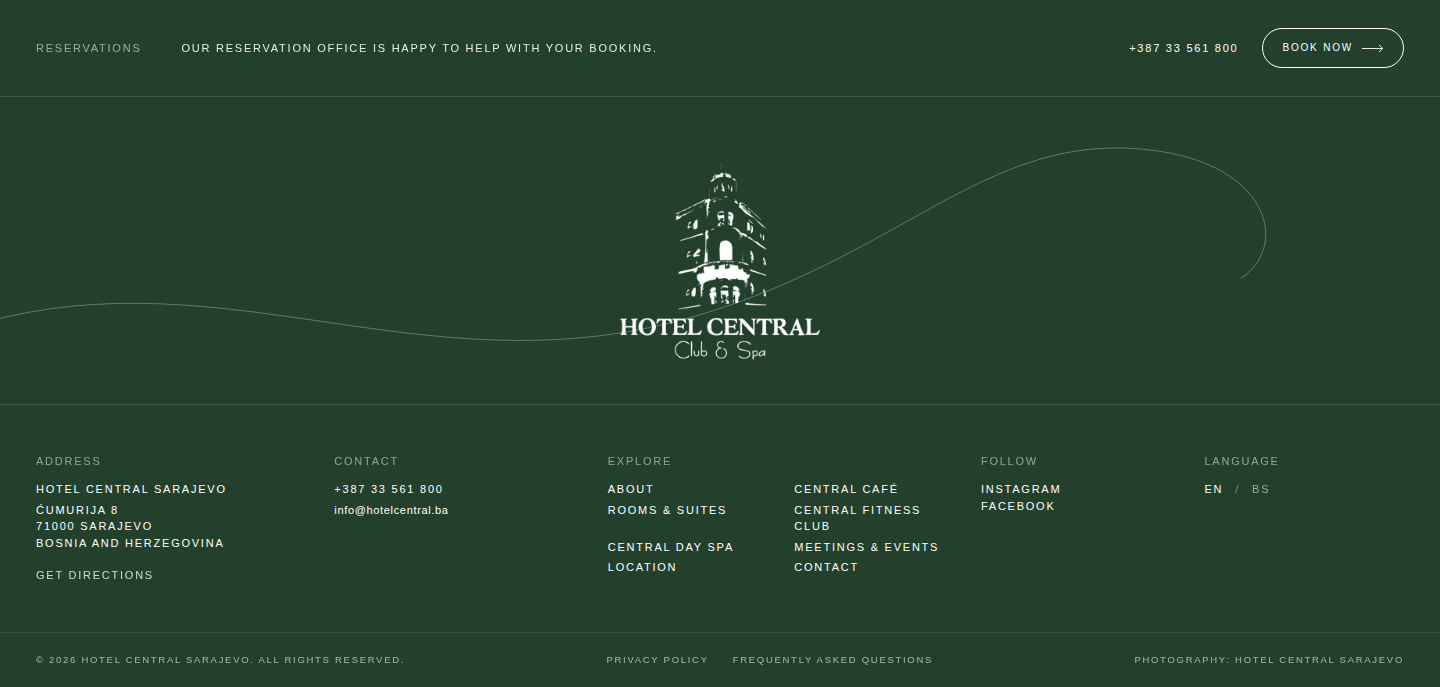 RESERVATIONS
OUR RESERVATION OFFICE IS HAPPY TO HELP WITH YOUR BOOKING.
+387 33 561 800
BOOK NOW
HOTEL CENTRAL
Club & Spa
ADDRESS
HOTEL CENTRAL SARAJEVO
ĆUMURIJA 8
71000 SARAJEVO
BOSNIA AND HERZEGOVINA
GET DIRECTIONS
CONTACT
+387 33 561 800
info@hotelcentral.ba
EXPLORE
ABOUT
ROOMS & SUITES
CENTRAL DAY SPA
LOCATION
CENTRAL CAFÉ
CENTRAL FITNESS
CLUB
MEETINGS & EVENTS
CONTACT
FOLLOW
INSTAGRAM
FACEBOOK
LANGUAGE
EN / BS
© 2026 HOTEL CENTRAL SARAJEVO. ALL RIGHTS RESERVED.
PRIVACY POLICY
FREQUENTLY ASKED QUESTIONS
PHOTOGRAPHY: HOTEL CENTRAL SARAJEVO